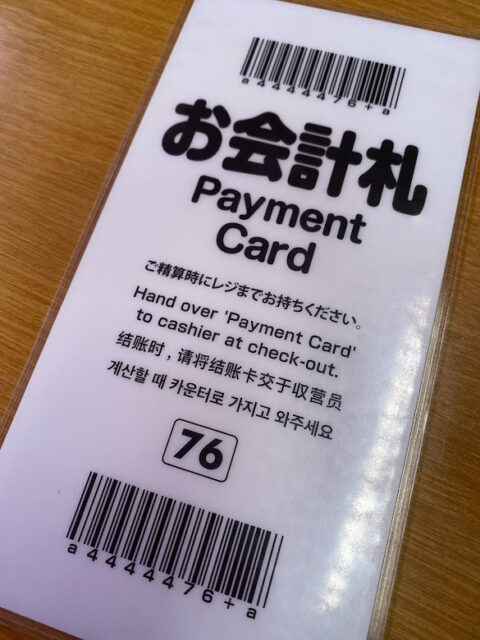 a4444476+a
お会計札
Payment
Card
ご精算時にレジまでお持ちください。
Hand over 'Payment Card'
to cashier at check-out.
结账时，请将结账卡交于収营员
계산할 때 카운터로 가지고 와주세요
76
a4444476+a